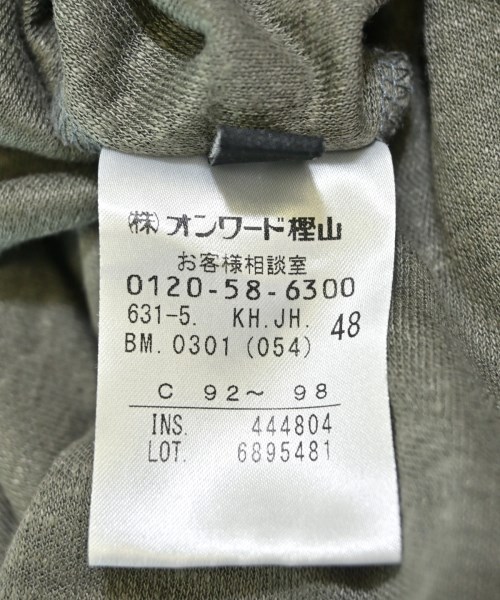 ㈱オンワード樫山
お客様相談室
0120-58-6300
631-5. KH.JH. 48
BM.0301(054)
C 92〜 98
INS. 444804
LOT. 6895481